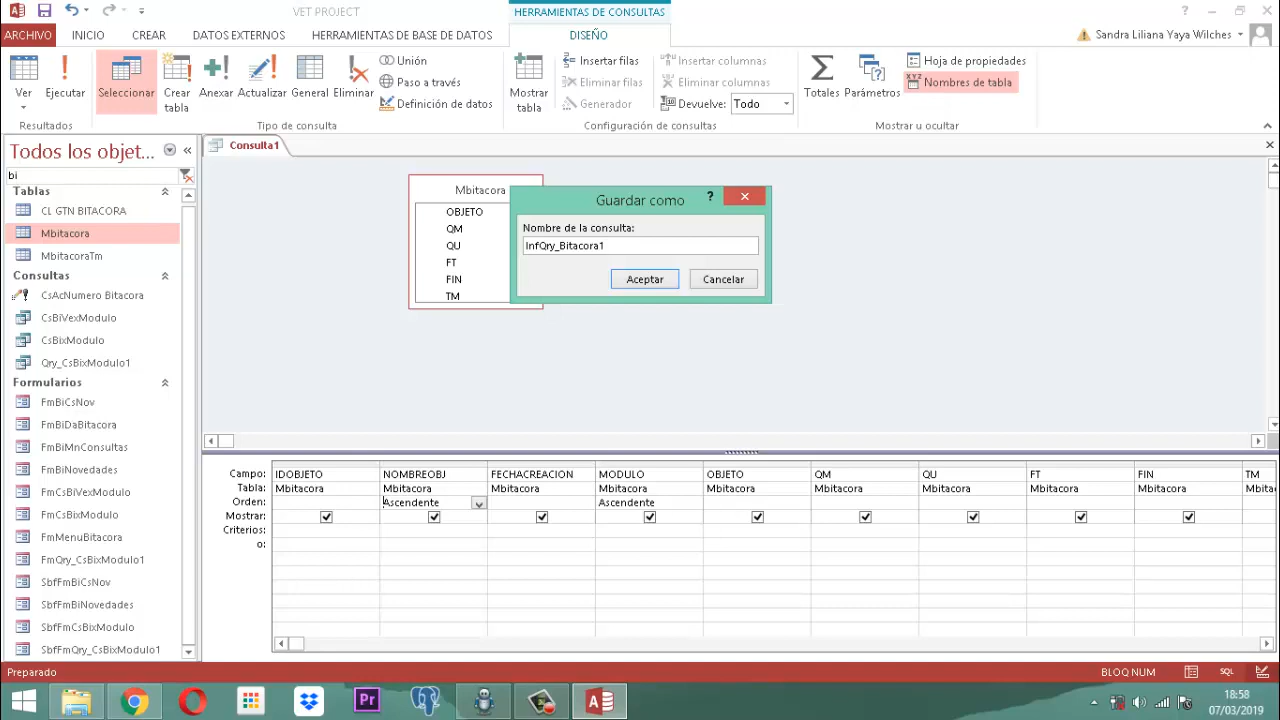 VET PROJECT
HERRAMIENTAS DE CONSULTAS
?
ARCHIVO INICIO CREAR DATOS EXTERNOS HERRAMIENTAS DE BASE DE DATOS DISEÑO
Sandra Liliana Yaya Wilches
Ver
Ejecutar
Resultados
Seleccionar
Crear tabla
Anexar
Actualizar
General
Eliminar
Unión
Paso a través
Definición de datos
Tipo de consulta
Mostrar tabla
Insertar filas
Eliminar filas
Generador
Insertar columnas
Eliminar columnas
Devuelve: Todo
Configuración de consultas
Totales
Parámetros
Hoja de propiedades
XYZ Nombres de tabla
Mostrar u ocultar
Todos los objet...
bi
Tablas
CL GTN BITACORA
Mbitacora
MbitacoraTm
Consultas
CsAcNumero Bitacora
CsBiVexModulo
CsBixModulo
Qry_CsBixModulo1
Formularios
FmBiCsNov
FmBiDaBitacora
FmBiMnConsultas
FmBiNovedades
FmCsBiVexModulo
FmCsBixModulo
FmMenuBitacora
FmQry_CsBixModulo1
SbfFmBiCsNov
SbfFmBiNovedades
SbfFmCsBixModulo
SbfFmQry_CsBixModulo1
Consulta1
Mbitacora
OBJETO
QM
QU
FT
FIN
TM
Guardar como ?
Nombre de la consulta:
InfQry_Bitacora1
Aceptar Cancelar
Campo: IDOBJETO NOMBREOBJ FECHACREACION MODULO OBJETO QM QU FT FIN TM
Tabla: Mbitacora Mbitacora Mbitacora Mbitacora Mbitacora Mbitacora Mbitacora Mbitacora Mbitacora Mbita
Orden: Ascendente Ascendente
Mostrar:
Criterios:
o:
Preparado
BLOQ NUM
SQL
Pr
18:58
07/03/2019